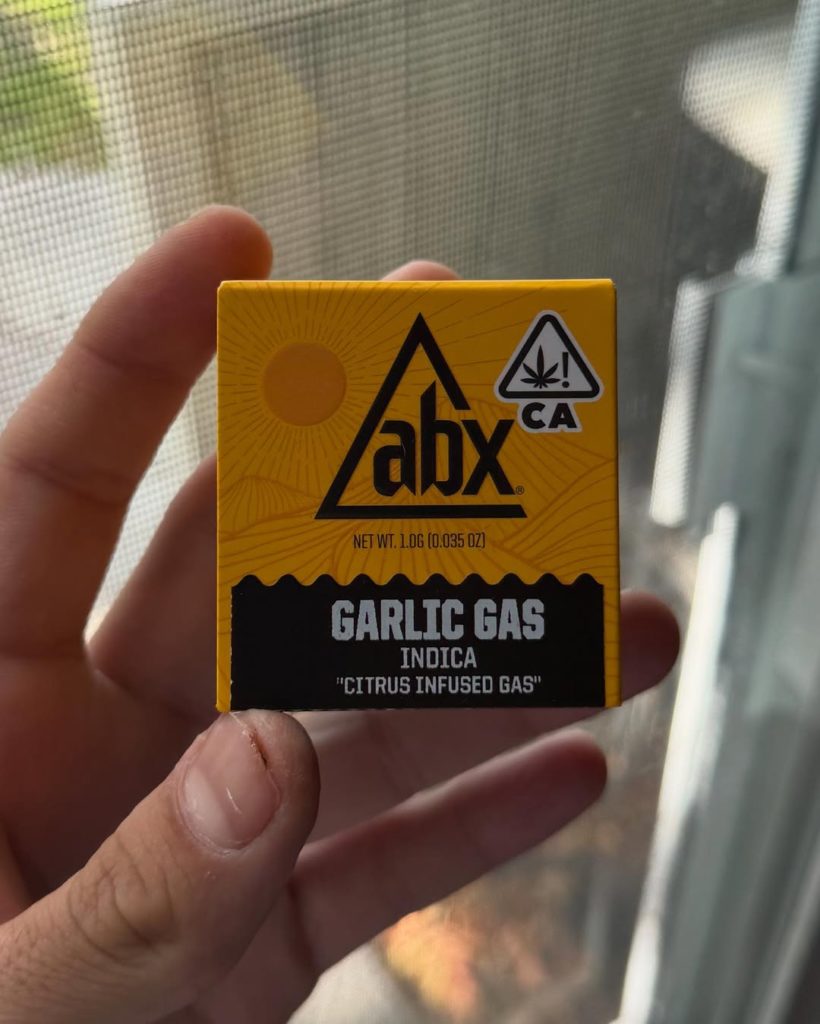 abx®
CA
NET WT. 1.0G (0.035 OZ)
GARLIC GAS
INDICA
"CITRUS INFUSED GAS"